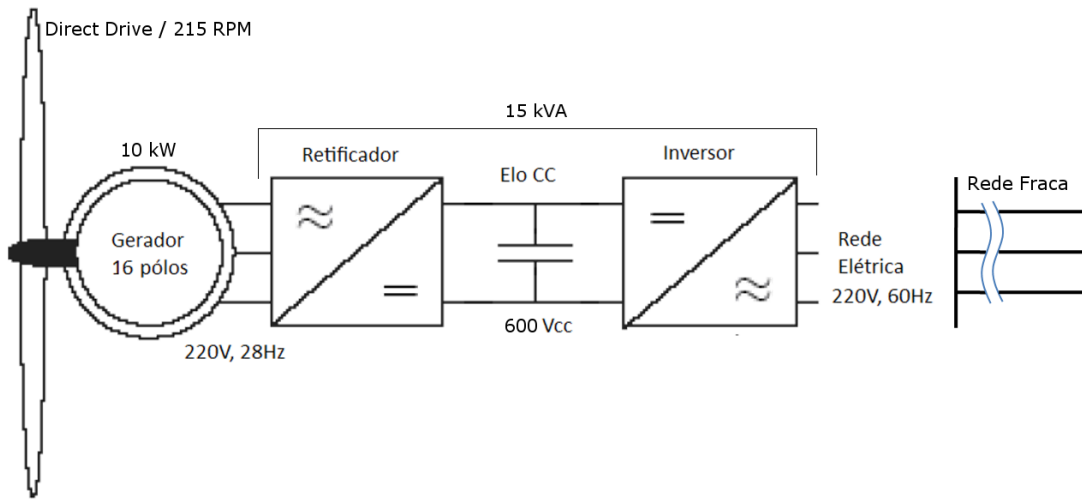 Direct Drive / 215 RPM
15 kVA
10 kW
Retificador
Elo CC
Inversor
Rede Fraca
Gerador
16 pólos
Rede
Elétrica
220V, 60Hz
220V, 28Hz
600 Vcc